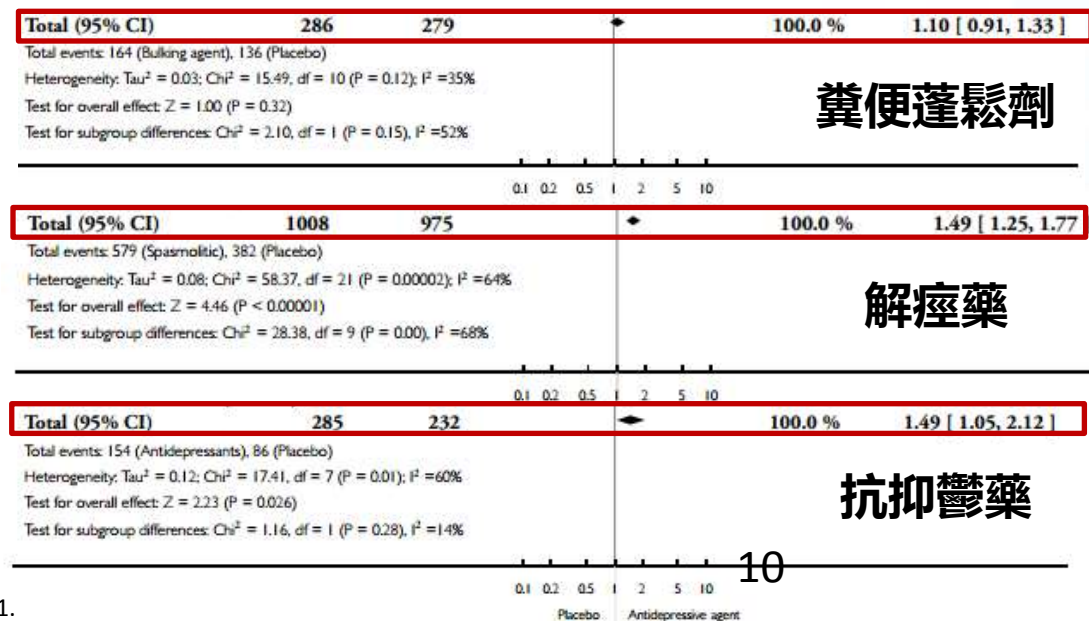 Total (95% CI) 286 279 100.0 % 1.10 [ 0.91, 1.33 ]
Total events: 164 (Bulking agent), 136 (Placebo)
Heterogeneity: Tau² = 0.03; Chi² = 15.49, df = 10 (P = 0.12); I² =35%
Test for overall effect: Z = 1.00 (P = 0.32)
Test for subgroup differences: Chi² = 2.10, df = 1 (P = 0.15), I² =52%
糞便蓬鬆劑
0.1 0.2 0.5 1 2 5 10
Total (95% CI) 1008 975 100.0 % 1.49 [ 1.25, 1.77
Total events: 579 (Spasmolitic), 382 (Placebo)
Heterogeneity: Tau² = 0.08; Chi² = 58.37, df = 21 (P = 0.00002); I² =64%
Test for overall effect: Z = 4.46 (P < 0.00001)
Test for subgroup differences: Chi² = 28.38, df = 9 (P = 0.00), I² =68%
解痙藥
0.1 0.2 0.5 1 2 5 10
Total (95% CI) 285 232 100.0 % 1.49 [ 1.05, 2.12 ]
Total events: 154 (Antidepressants), 86 (Placebo)
Heterogeneity: Tau² = 0.12; Chi² = 17.41, df = 7 (P = 0.01); I² =60%
Test for overall effect: Z = 2.23 (P = 0.026)
Test for subgroup differences: Chi² = 1.16, df = 1 (P = 0.28), I² =14%
抗抑鬱藥
10
0.1 0.2 0.5 1 2 5 10
Placebo Antidepressive agent
1.